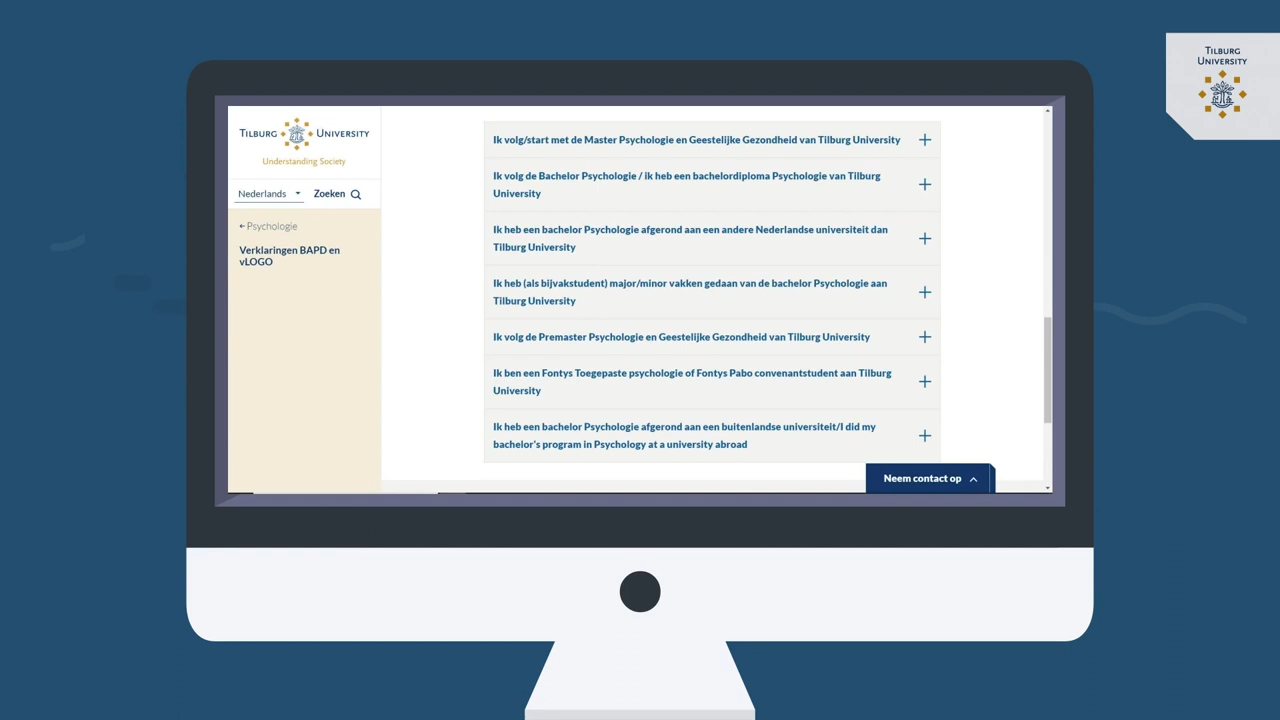 TILBURG
UNIVERSITY
TILBURG UNIVERSITY
Understanding Society
Nederlands
Zoeken
Psychologie
Verklaringen BAPD en
vLOGO
Ik volg/start met de Master Psychologie en Geestelijke Gezondheid van Tilburg University
Ik volg de Bachelor Psychologie / ik heb een bachelordiploma Psychologie van Tilburg
University
Ik heb een bachelor Psychologie afgerond aan een andere Nederlandse universiteit dan
Tilburg University
Ik heb (als bijvakstudent) major/minor vakken gedaan van de bachelor Psychologie aan
Tilburg University
Ik volg de Premaster Psychologie en Geestelijke Gezondheid van Tilburg University
Ik ben een Fontys Toegepaste psychologie of Fontys Pabo convenantstudent aan Tilburg
University
Ik heb een bachelor Psychologie afgerond aan een buitenlandse universiteit/I did my
bachelor's program in Psychology at a university abroad
Neem contact op